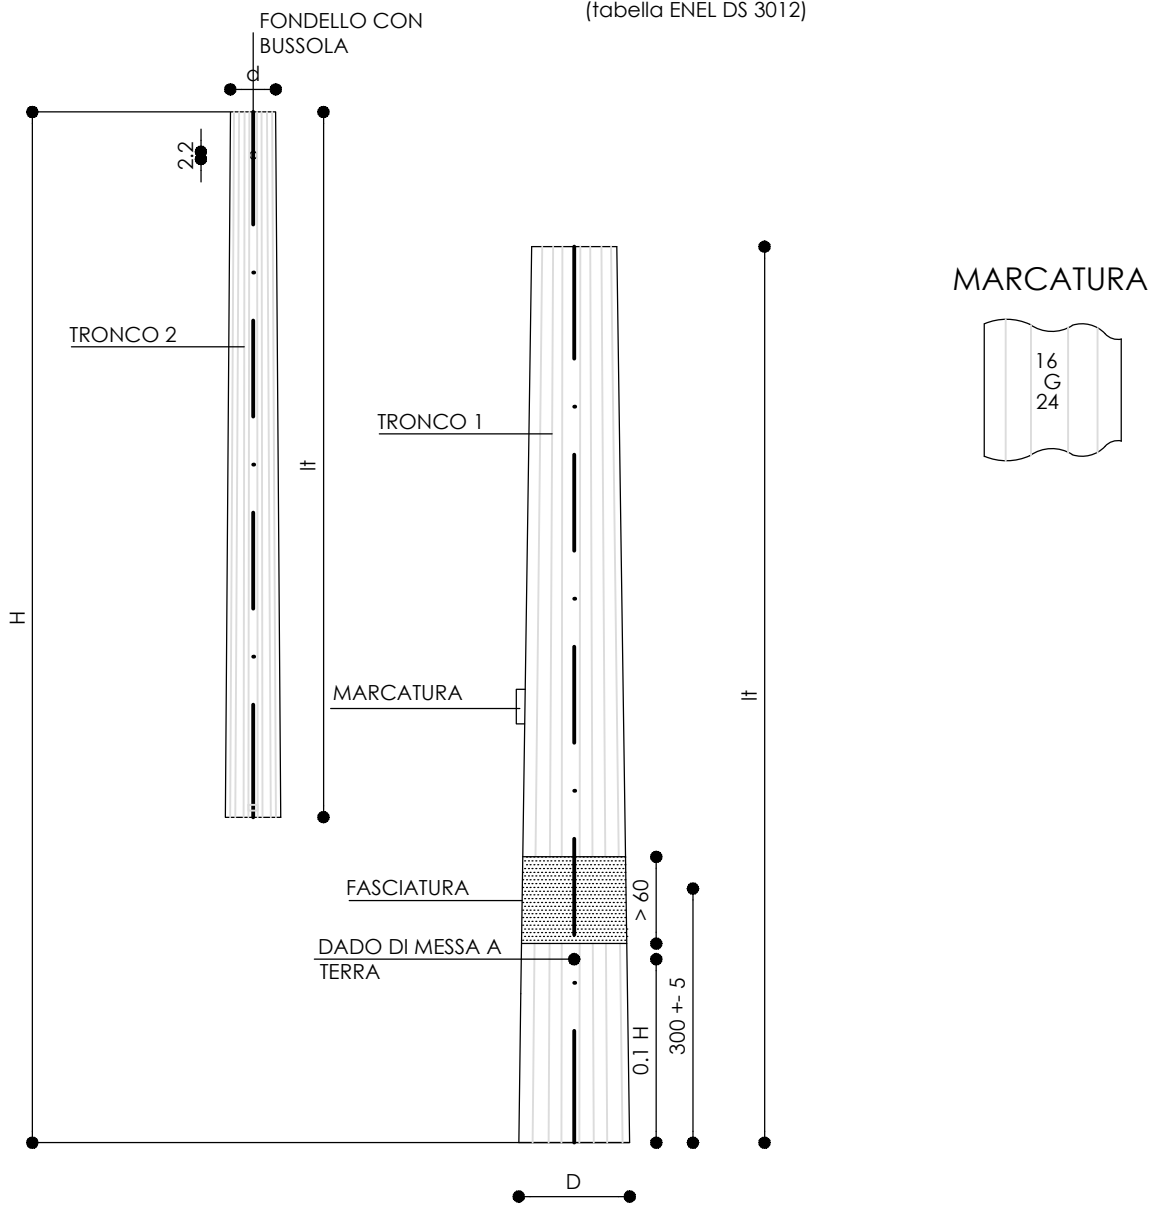 (tabella ENEL DS 3012)
FONDELLO CON
BUSSOLA
d
2.2
MARCATURA
16
G
24
TRONCO 2
TRONCO 1
lt
H
MARCATURA
lt
FASCIATURA
> 60
DADO DI MESSA A
TERRA
0.1 H
300 +- 5
D